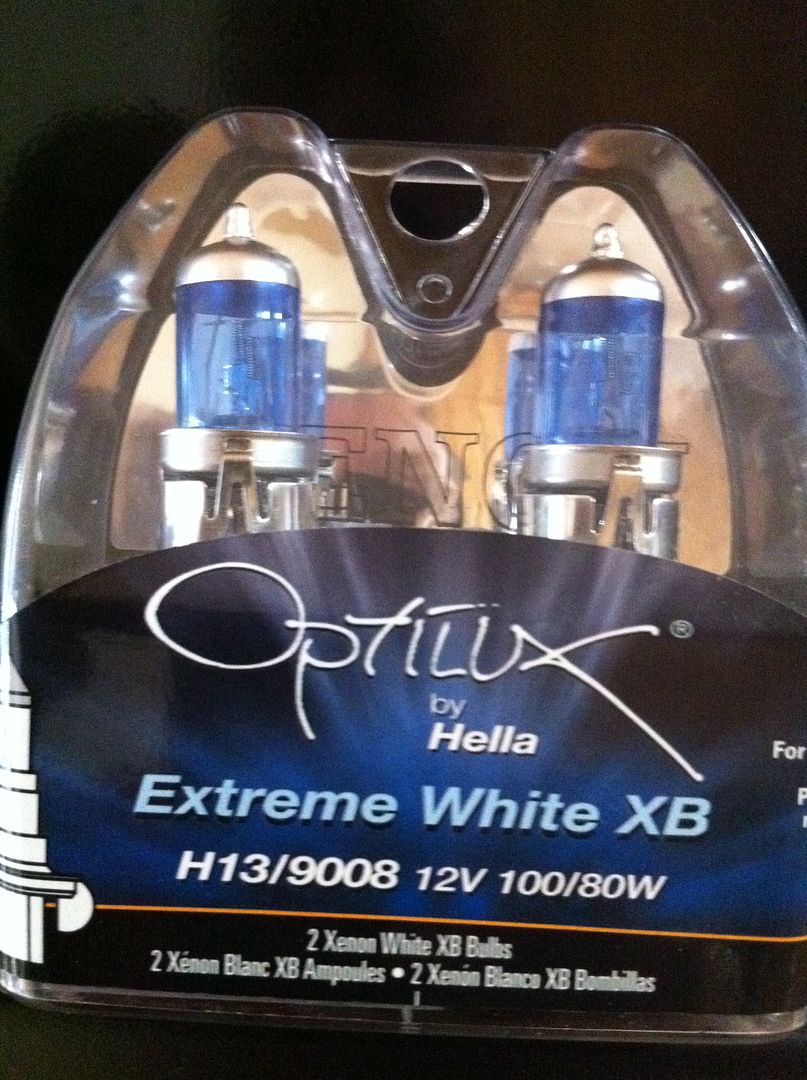 OPTILUX®
by
Hella
Extreme White XB
H13/9008 12V 100/80W
2 Xenon White XB Bulbs
2 Xénon Blanc XB Ampoules • 2 Xenón Blanco XB Bombillas
For